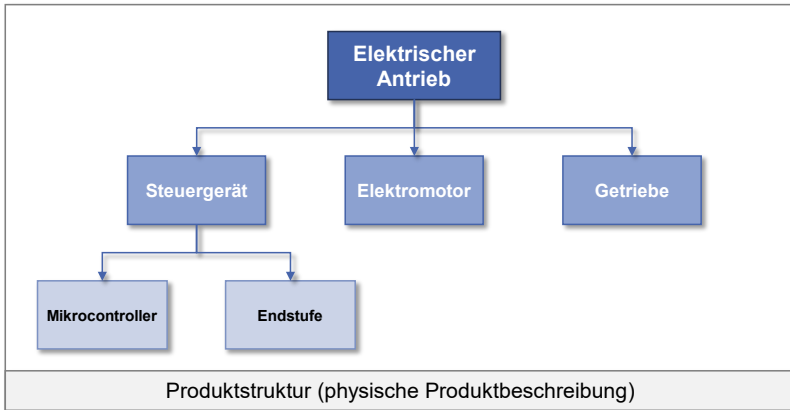 Elektrischer
Antrieb
Steuergerät
Elektromotor
Getriebe
Mikrocontroller
Endstufe
Produktstruktur (physische Produktbeschreibung)